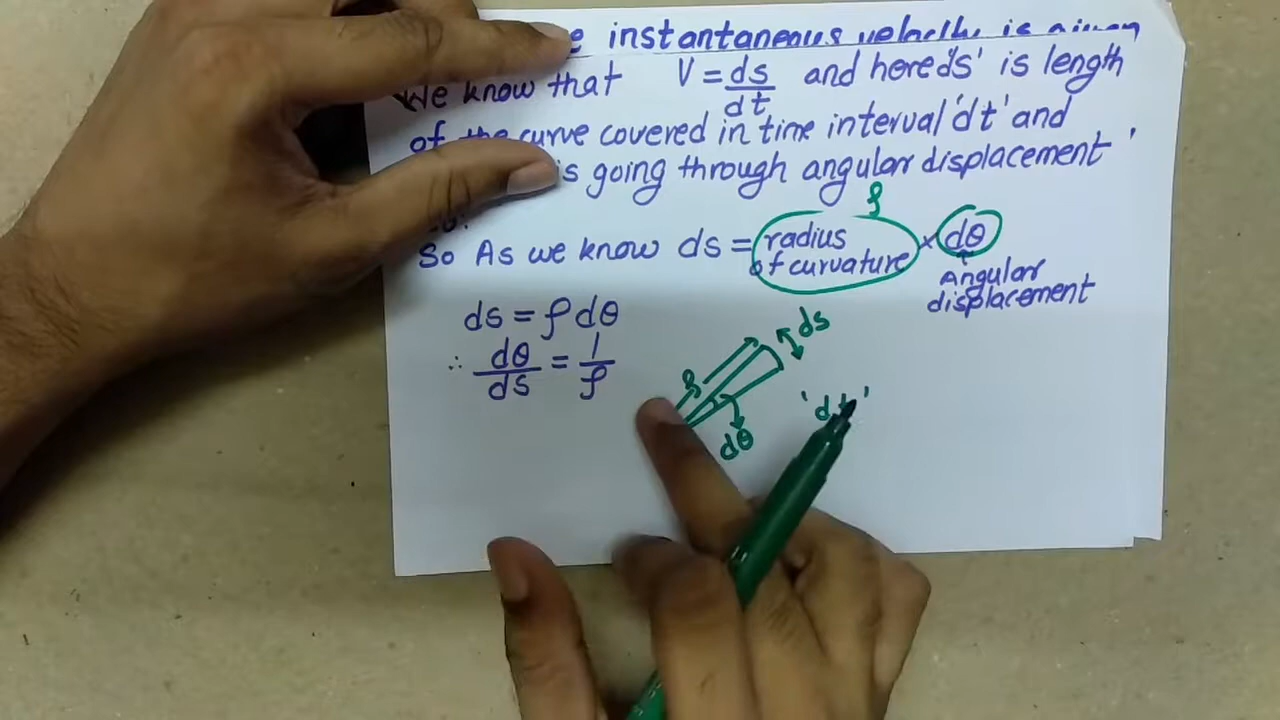 instantaneous velocity is given
We know that V = ds/dt and here 's' is length
of the curve covered in time interval 'dt' and
is going through angular displacement '
ρ
So As we know ds = radius of curvature × dθ
Angular
displacement
ds = ρ dθ
∴ dθ/ds = 1/ρ
ds
ρ
dθ